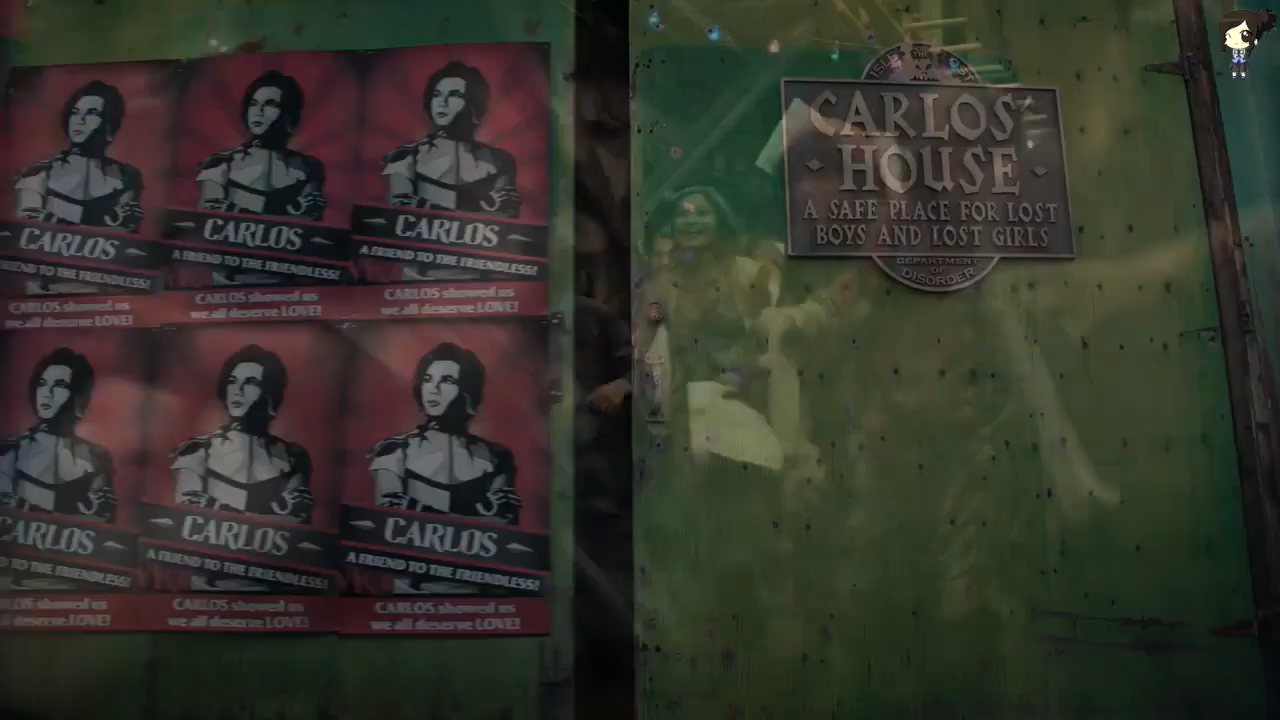 CARLOS
A FRIEND TO THE FRIENDLESS!
CARLOS showed us
we all deserve LOVE!
CARLOS
A FRIEND TO THE FRIENDLESS!
CARLOS showed us
we all deserve LOVE!
CARLOS
A FRIEND TO THE FRIENDLESS!
CARLOS showed us
we all deserve LOVE!
CARLOS
TO THE FRIENDLESS!
showed us
we all deserve LOVE!
CARLOS
A FRIEND TO THE FRIENDLESS!
CARLOS showed us
we all deserve LOVE!
CARLOS
A FRIEND TO THE FRIENDLESS!
CARLOS showed us
we all deserve LOVE!
CARLOS'
HOUSE
A SAFE PLACE FOR LOST
BOYS AND LOST GIRLS
DEPARTMENT
OF
DISORDER